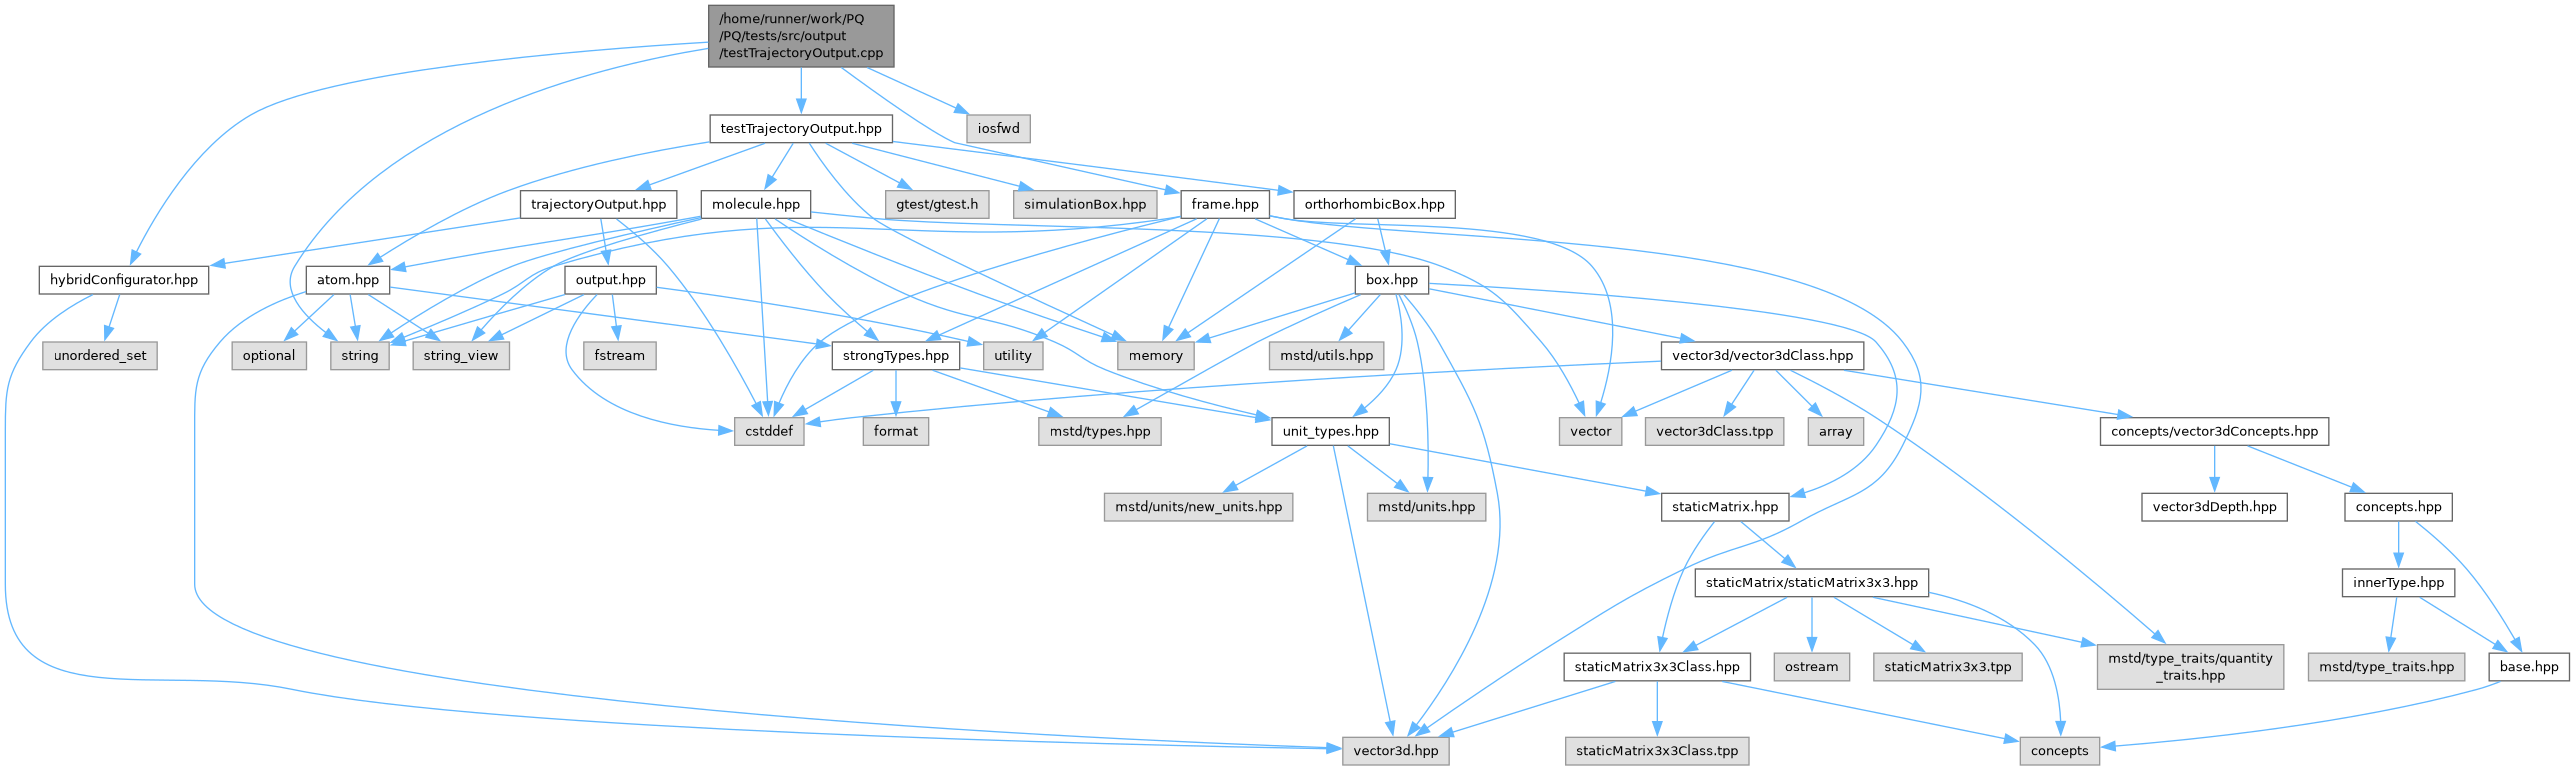 /home/runner/work/PQ
/PQ/tests/src/output
/testTrajectoryOutput.cpp
testTrajectoryOutput.hpp
iosfwd
trajectoryOutput.hpp
molecule.hpp
gtest/gtest.h
simulationBox.hpp
frame.hpp
orthorhombicBox.hpp
hybridConfigurator.hpp
atom.hpp
output.hpp
box.hpp
unordered_set
optional
string
string_view
fstream
strongTypes.hpp
utility
memory
mstd/utils.hpp
vector3d/vector3dClass.hpp
cstddef
format
mstd/types.hpp
unit_types.hpp
vector
vector3dClass.tpp
array
concepts/vector3dConcepts.hpp
mstd/units/new_units.hpp
mstd/units.hpp
staticMatrix.hpp
vector3dDepth.hpp
concepts.hpp
staticMatrix/staticMatrix3x3.hpp
innerType.hpp
staticMatrix3x3Class.hpp
ostream
staticMatrix3x3.tpp
mstd/type_traits/quantity
_traits.hpp
mstd/type_traits.hpp
base.hpp
vector3d.hpp
staticMatrix3x3Class.tpp
concepts